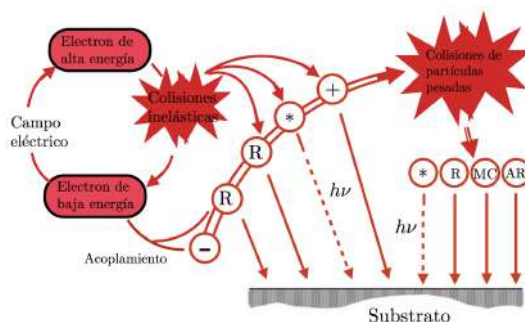 Electron de
alta energía
Colisiones
inelásticas
Campo
eléctrico
Electron de
baja energía
Acoplamiento
−
R
R
*
+
hν
Colisiones de
partículas
pesadas
* R MC AR
hν
Substrato